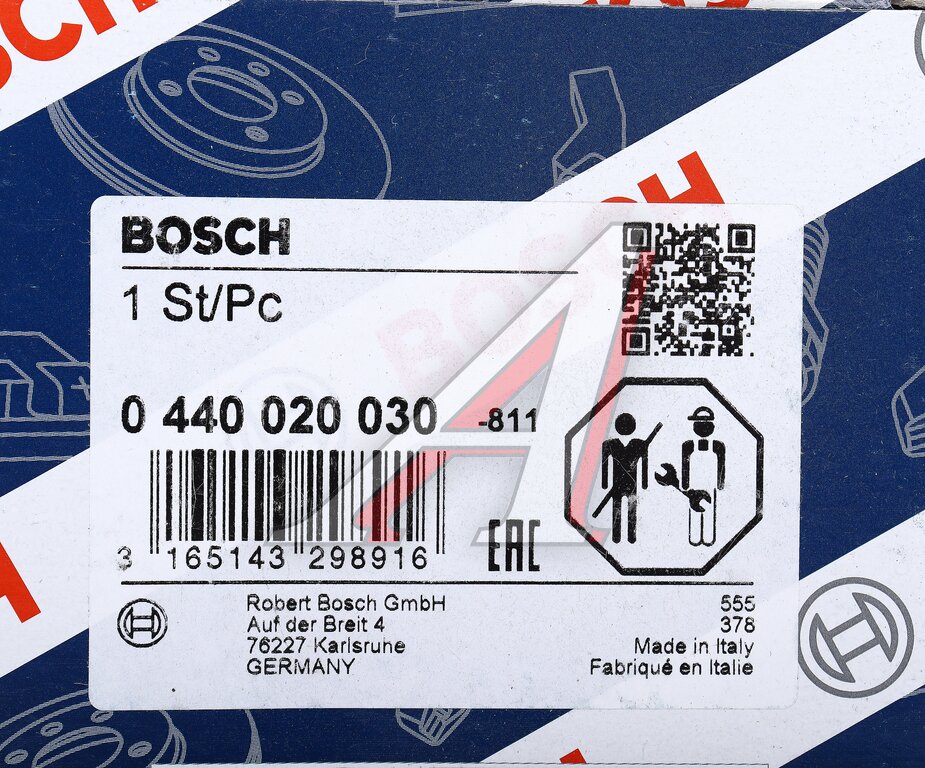 BOSCH
1 St/Pc
0 440 020 030 -811
3 165143 298916
EAC
Robert Bosch GmbH
Auf der Breit 4
76227 Karlsruhe
GERMANY
555
378
Made in Italy
Fabriqué en Italie